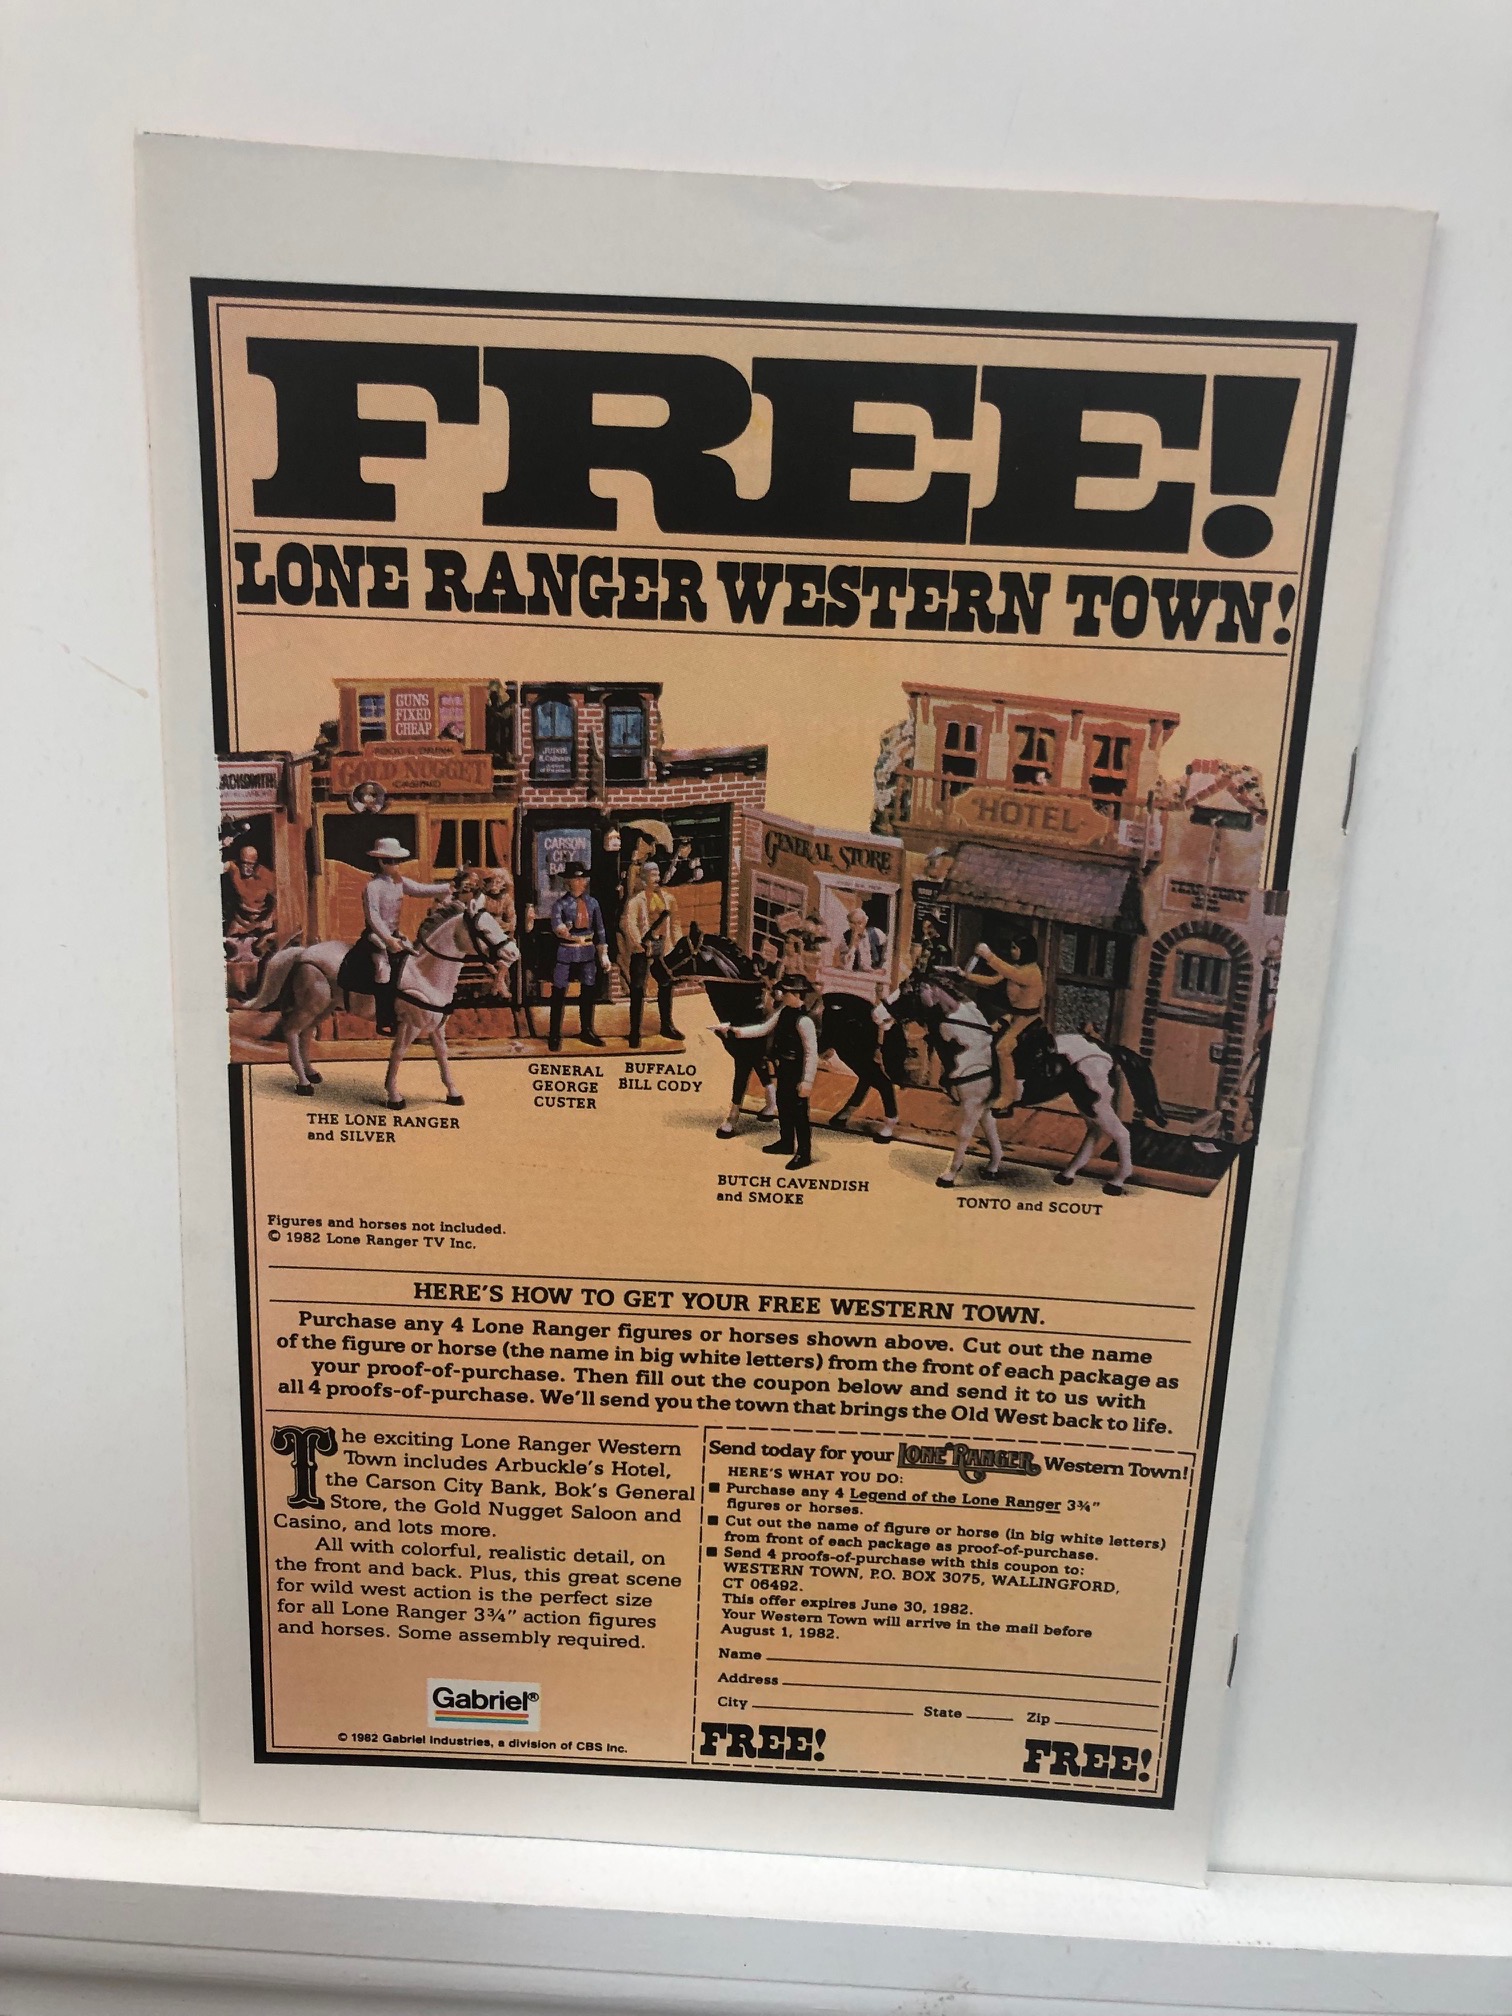 FREE!
LONE RANGER WESTERN TOWN!
GUNS
FIXED
CHEAP
FOOD & DRINK
GOLD NUGGET
CASINO
JUDGE
CARSON
CITY
GENERAL STORE
HOTEL
TERRITORY
THE LONE RANGER
and SILVER
GENERAL
GEORGE
CUSTER
BUFFALO
BILL CODY
BUTCH CAVENDISH
and SMOKE
TONTO and SCOUT
Figures and horses not included.
© 1982 Lone Ranger TV Inc.
HERE'S HOW TO GET YOUR FREE WESTERN TOWN.
Purchase any 4 Lone Ranger figures or horses shown above. Cut out the name
of the figure or horse (the name in big white letters) from the front of each package as
your proof-of-purchase. Then fill out the coupon below and send it to us with
all 4 proofs-of-purchase. We'll send you the town that brings the Old West back to life.
The exciting Lone Ranger Western
Town includes Arbuckle's Hotel,
the Carson City Bank, Bok's General
Store, the Gold Nugget Saloon and
Casino, and lots more.
All with colorful, realistic detail, on
the front and back. Plus, this great scene
for wild west action is the perfect size
for all Lone Ranger 3¾" action figures
and horses. Some assembly required.
Gabriel®
© 1982 Gabriel Industries, a division of CBS Inc.
Send today for your LONE RANGER Western Town!
HERE'S WHAT YOU DO:
■ Purchase any 4 Legend of the Lone Ranger 3¾"
figures or horses.
■ Cut out the name of figure or horse (in big white letters)
from front of each package as proof-of-purchase.
■ Send 4 proofs-of-purchase with this coupon to:
WESTERN TOWN, P.O. BOX 3075, WALLINGFORD,
CT 06492.
This offer expires June 30, 1982.
Your Western Town will arrive in the mail before
August 1, 1982.
Name
Address
City State Zip
FREE! FREE!